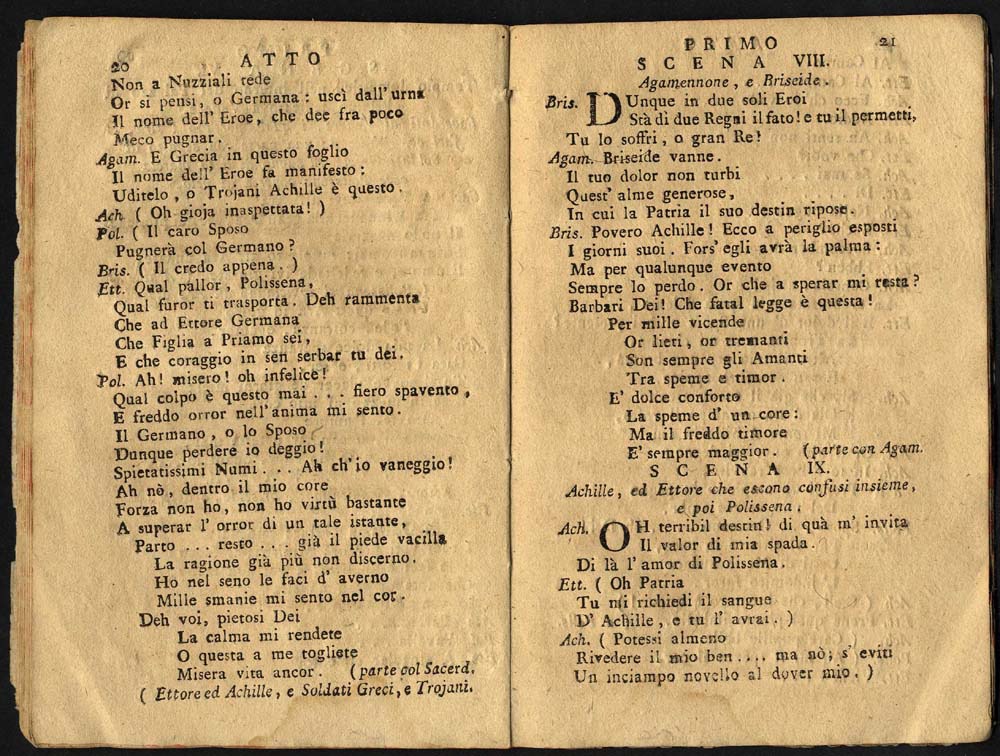 20 ATTO
Non a Nuzziali tede
Or si pensi, o Germana: uscì dall'urna
Il nome dell' Eroe, che dee fra poco
Meco pugnar.
Agam. E Grecia in questo foglio
Il nome dell' Eroe fa manifesto:
Uditelo, o Trojani Achille è questo.
Ach. ( Oh gioja inaspettata! )
Pol. ( Il caro Sposo
Pugnerà col Germano?
Bris. ( Il credo appena. )
Ett. Qual pallor, Polissena,
Qual furor ti trasporta. Deh rammenta
Che ad Ettore Germana
Che Figlia a Priamo sei,
E che coraggio in sen serbar tu dei.
Pol. Ah! misero! oh infelice!
Qual colpo è questo mai . . . fiero spavento,
E freddo orror nell'anima mi sento.
Il Germano, o lo Sposo
Dunque perdere io deggio!
Spietatissimi Numi . . . Ah ch'io vaneggio!
Ah nò, dentro il mio core
Forza non ho, non ho virtù bastante
A superar l' orror di un tale istante,
Parto . . . resto . . . già il piede vacilla
La ragione già più non discerno.
Ho nel seno le faci d' averno
Mille smanie mi sento nel cor.
Deh voi, pietosi Dei
La calma mi rendete
O questa a me togliete
Misera vita ancor. (parte col Sacerd.
( Ettore ed Achille, e Soldati Greci, e Trojani.
PRIMO 21
SCENA VIII.
Agamennone, e Briseide.
Bris. DUnque in due soli Eroi
Stà di due Regni il fato! e tu il permetti,
Tu lo soffri, o gran Re!
Agam. Briseide vanne.
Il tuo dolor non turbi
Quest' alme generose,
In cui la Patria il suo destin ripose.
Bris. Povero Achille! Ecco a periglio esposti
I giorni suoi. Fors' egli avrà la palma:
Ma per qualunque evento
Sempre lo perdo. Or che a sperar mi resta?
Barbari Dei! Che fatal legge è questa!
Per mille vicende
Or lieti, or tremanti
Son sempre gli Amanti
Tra speme e timor.
E' dolce conforto
La speme d' un core:
Ma il freddo timore
E' sempre maggior. (parte con Agam.
SCENA IX.
Achille, ed Ettore che escono confusi insieme,
e poi Polissena.
Ach. OH terribil destin! di quà m' invita
Il valor di mia spada.
Di là l' amor di Polissena.
Ett. ( Oh Patria
Tu mi richiedi il sangue
D' Achille, e tu l' avrai. )
Ach. ( Potessi almeno
Rivedere il mio ben . . . . ma nò; s' eviti
Un inciampo novello al dover mio. )